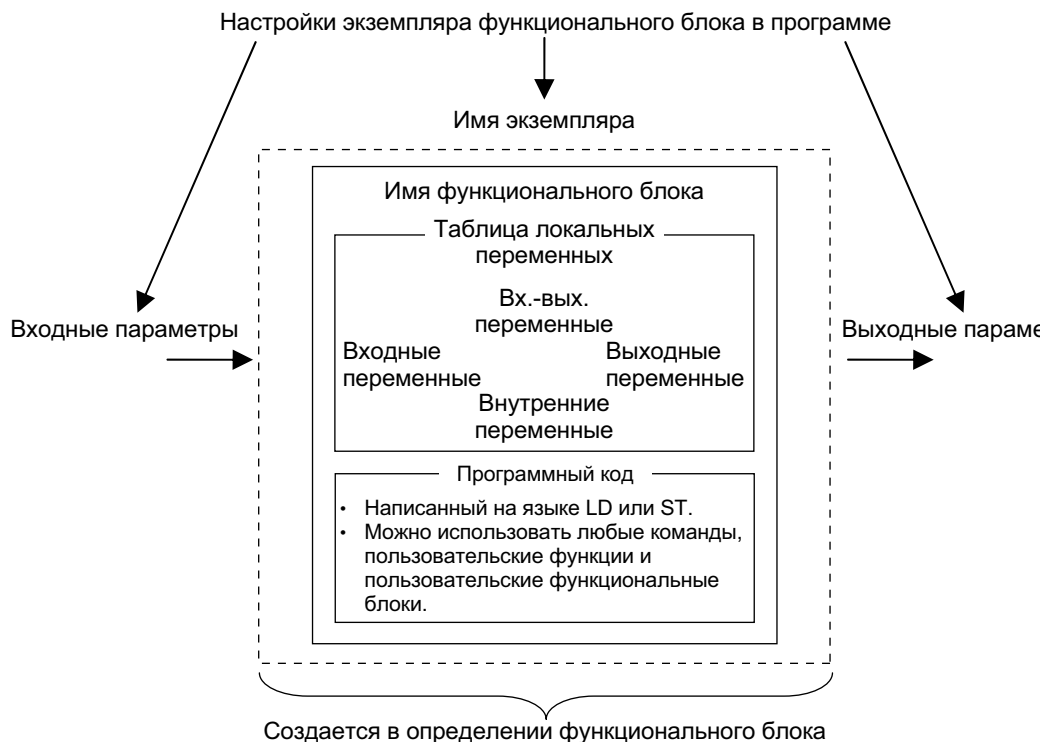 Настройки экземпляра функционального блока в программе
Имя экземпляра
Имя функционального блока
Таблица локальных
переменных
Вх.-вых.
переменные
Входные параметры
Выходные параме
Входные
переменные
Выходные
переменные
Внутренние
переменные
Программный код
• Написанный на языке LD или ST.
• Можно использовать любые команды,
пользовательские функции и
пользовательские функциональные
блоки.
Создается в определении функционального блока